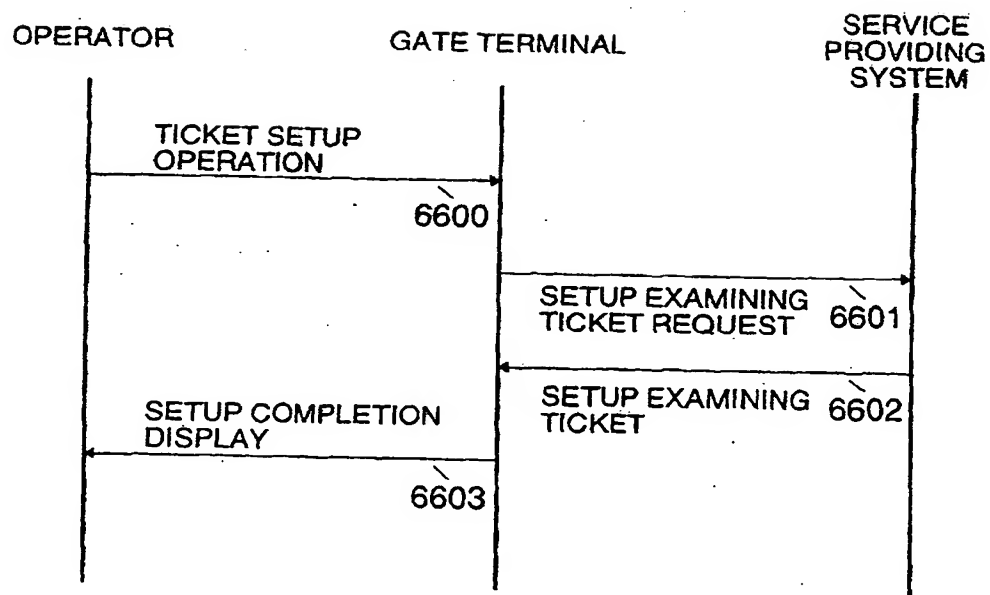 OPERATOR
GATE TERMINAL
SERVICE
PROVIDING
SYSTEM
TICKET SETUP
OPERATION
6600
SETUP EXAMINING
TICKET REQUEST
6601
SETUP EXAMINING
TICKET
6602
SETUP COMPLETION
DISPLAY
6603